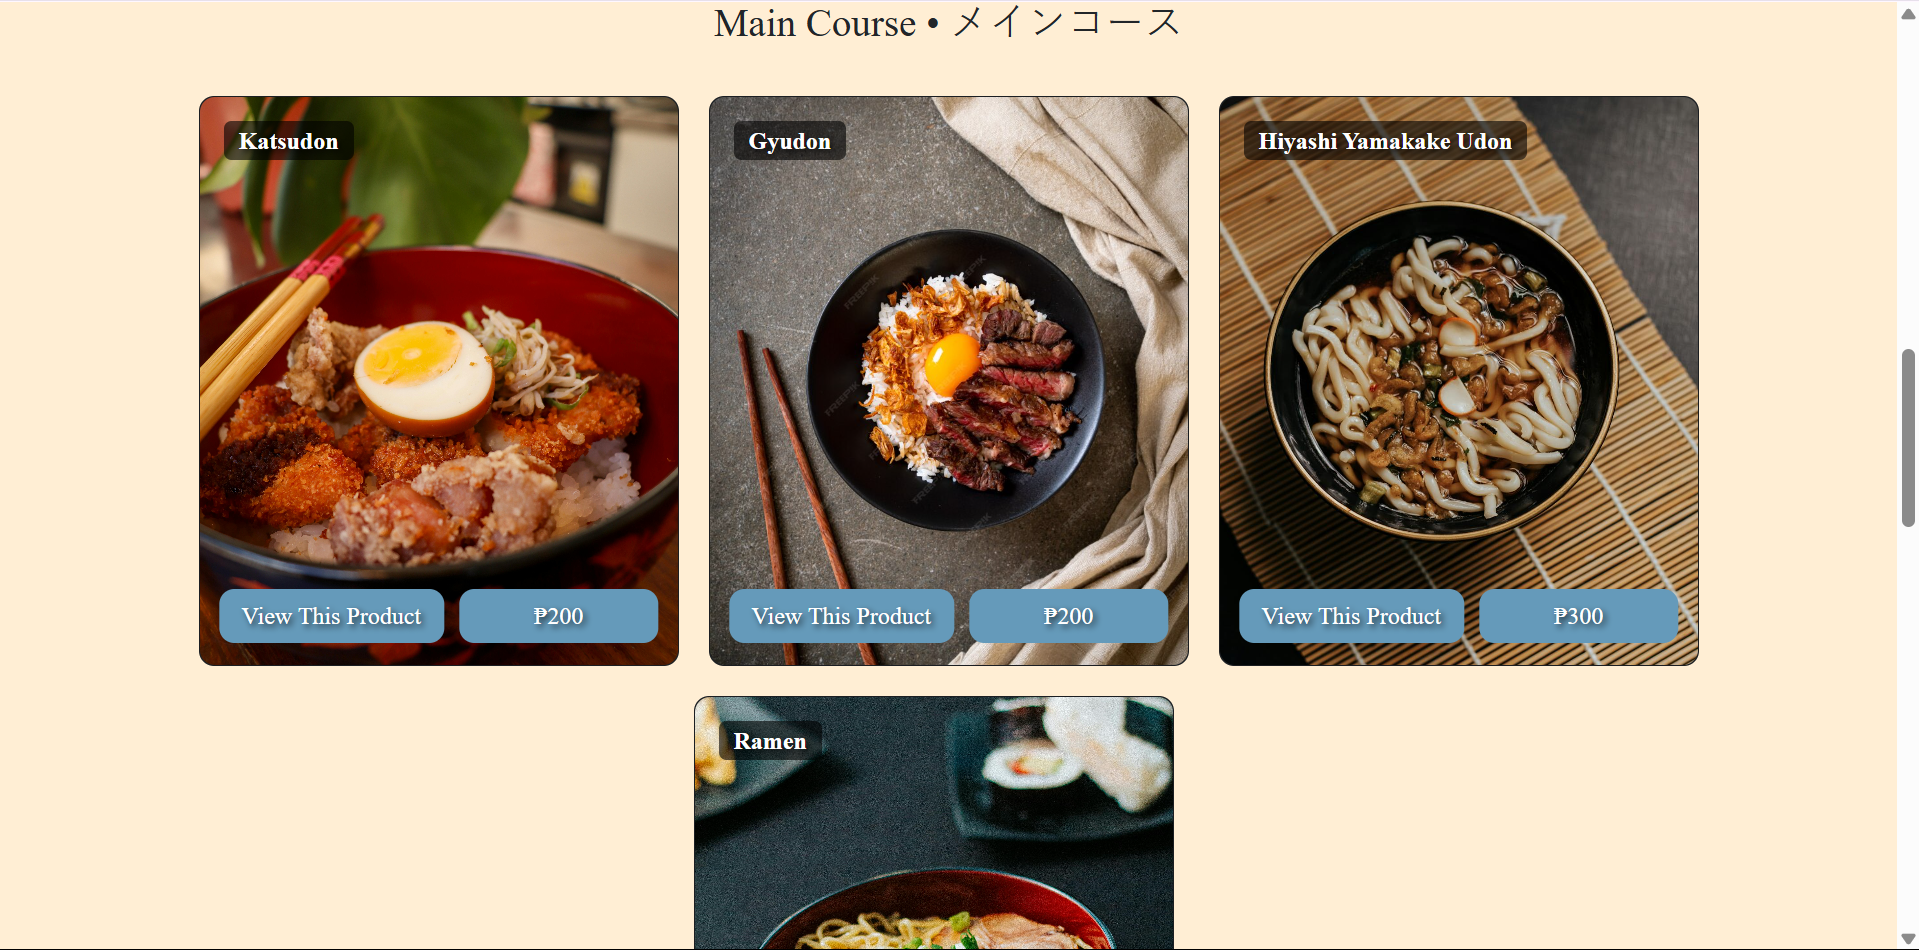 Main Course • メインコース
Katsudon
Gyudon
Hiyashi Yamakake Udon
View This Product
₱200
View This Product
₱200
View This Product
₱300
Ramen